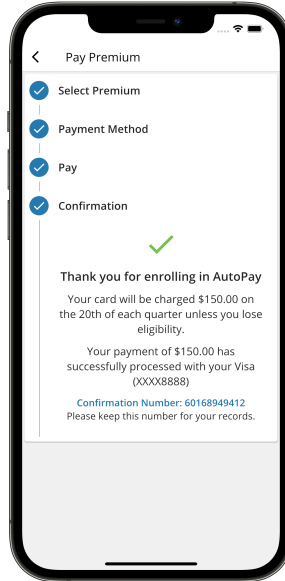 Pay Premium
Select Premium
Payment Method
Pay
Confirmation
Thank you for enrolling in AutoPay
Your card will be charged $150.00 on
the 20th of each quarter unless you lose
eligibility.
Your payment of $150.00 has
successfully processed with your Visa
(XXXX8888)
Confirmation Number: 60168949412
Please keep this number for your records.